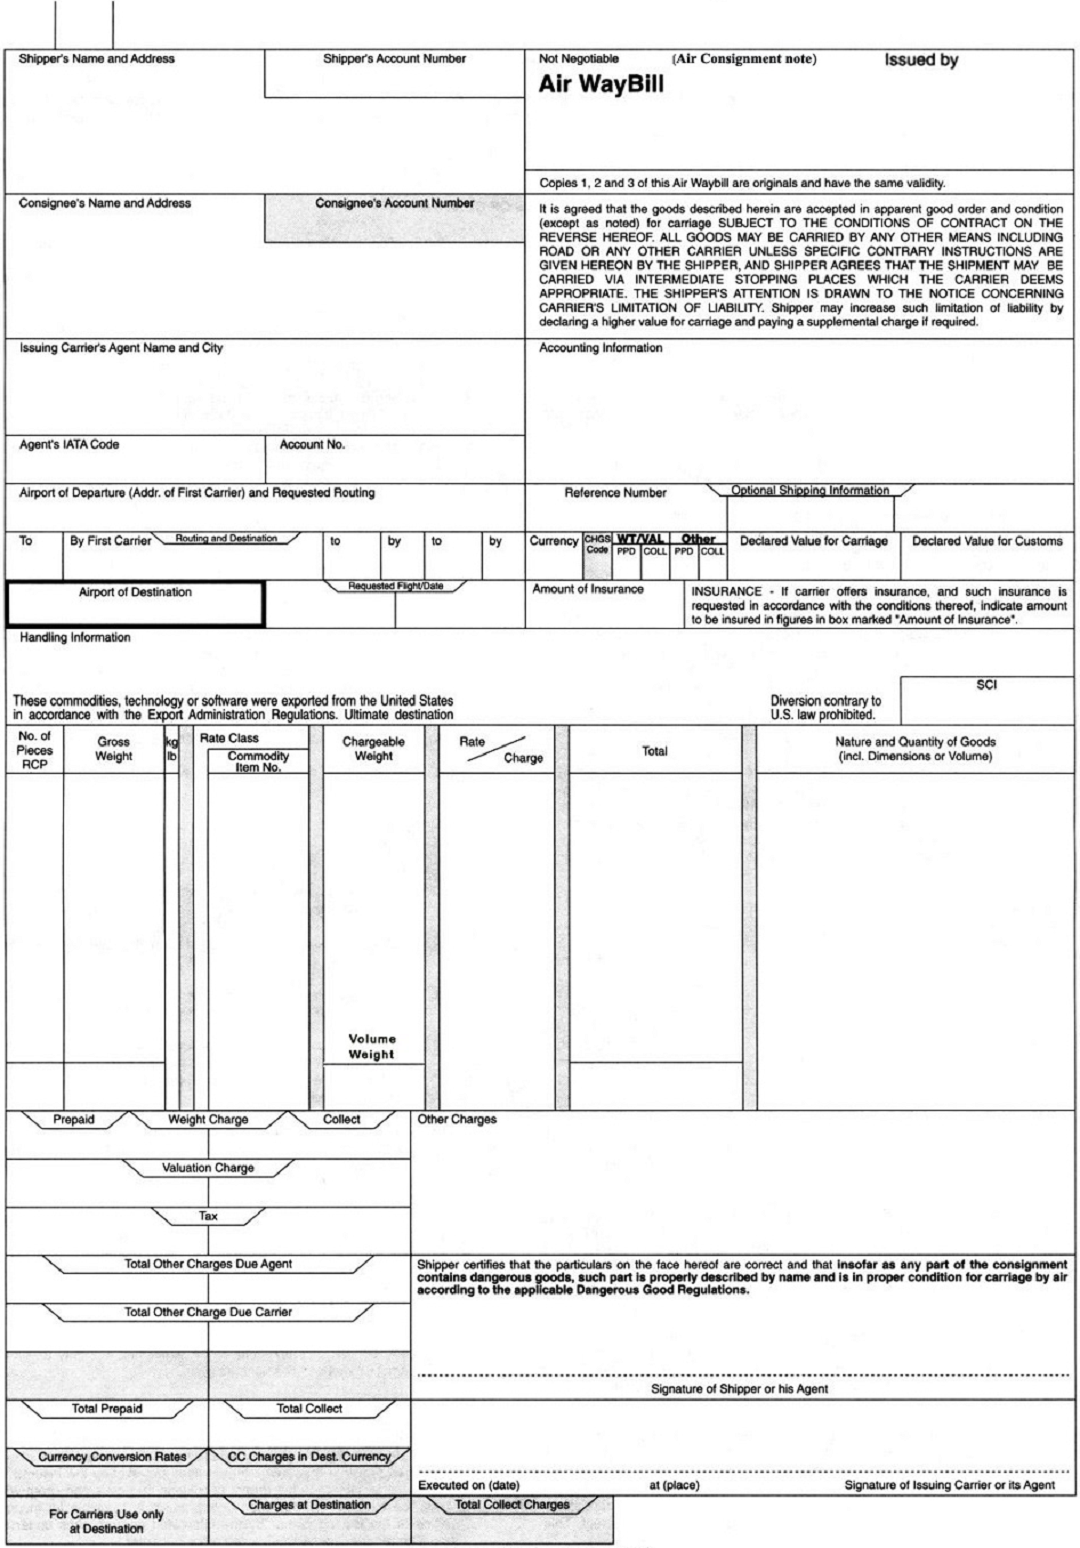 Shipper's Name and Address
Shipper's Account Number
Not Negotiable
(Air Consignment note)
Issued by
Air WayBill
Copies 1, 2 and 3 of this Air Waybill are originals and have the same validity.
Consignee's Name and Address
Consignee's Account Number
It is agreed that the goods described herein are accepted in apparent good order and condition
(except as noted) for carriage SUBJECT TO THE CONDITIONS OF CONTRACT ON THE
REVERSE HEREOF. ALL GOODS MAY BE CARRIED BY ANY OTHER MEANS INCLUDING
ROAD OR ANY OTHER CARRIER UNLESS SPECIFIC CONTRARY INSTRUCTIONS ARE
GIVEN HEREON BY THE SHIPPER, AND SHIPPER AGREES THAT THE SHIPMENT MAY BE
CARRIED VIA INTERMEDIATE STOPPING PLACES WHICH THE CARRIER DEEMS
APPROPRIATE. THE SHIPPER'S ATTENTION IS DRAWN TO THE NOTICE CONCERNING
CARRIER'S LIMITATION OF LIABILITY. Shipper may increase such limitation of liability by
declaring a higher value for carriage and paying a supplemental charge if required.
Issuing Carrier's Agent Name and City
Accounting Information
Agent's IATA Code
Account No.
Airport of Departure (Addr. of First Carrier) and Requested Routing
Reference Number
Optional Shipping Information
To
By First Carrier
Routing and Destination
to
by
to
by
Currency
CHGS
Code
WT/VAL
PPD
COLL
Other
PPD
COLL
Declared Value for Carriage
Declared Value for Customs
Airport of Destination
Requested Flight/Date
Amount of Insurance
INSURANCE - If carrier offers insurance, and such insurance is
requested in accordance with the conditions thereof, indicate amount
to be insured in figures in box marked "Amount of Insurance".
Handling Information
These commodities, technology or software were exported from the United States
in accordance with the Export Administration Regulations. Ultimate destination
Diversion contrary to
U.S. law prohibited.
SCI
No. of
Pieces
RCP
Gross
Weight
kg
lb
Rate Class
Commodity
Item No.
Chargeable
Weight
Rate
Charge
Total
Nature and Quantity of Goods
(incl. Dimensions or Volume)
Volume
Weight
Prepaid
Weight Charge
Collect
Other Charges
Valuation Charge
Tax
Total Other Charges Due Agent
Shipper certifies that the particulars on the face hereof are correct and that insofar as any part of the consignment
contains dangerous goods, such part is properly described by name and is in proper condition for carriage by air
according to the applicable Dangerous Good Regulations.
Total Other Charge Due Carrier
Signature of Shipper or his Agent
Total Prepaid
Total Collect
Currency Conversion Rates
CC Charges in Dest. Currency
Executed on (date)
at (place)
Signature of Issuing Carrier or its Agent
For Carriers Use only
at Destination
Charges at Destination
Total Collect Charges